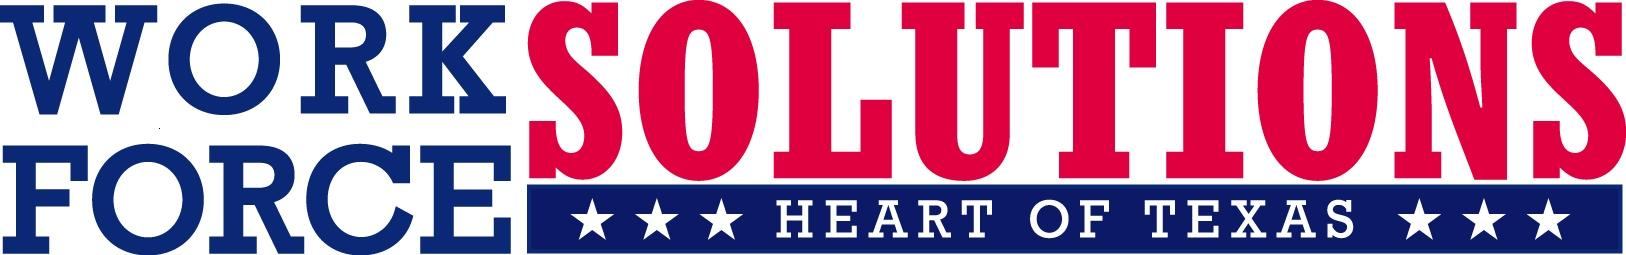 WORK
FORCE
SOLUTIONS
HEART OF TEXAS